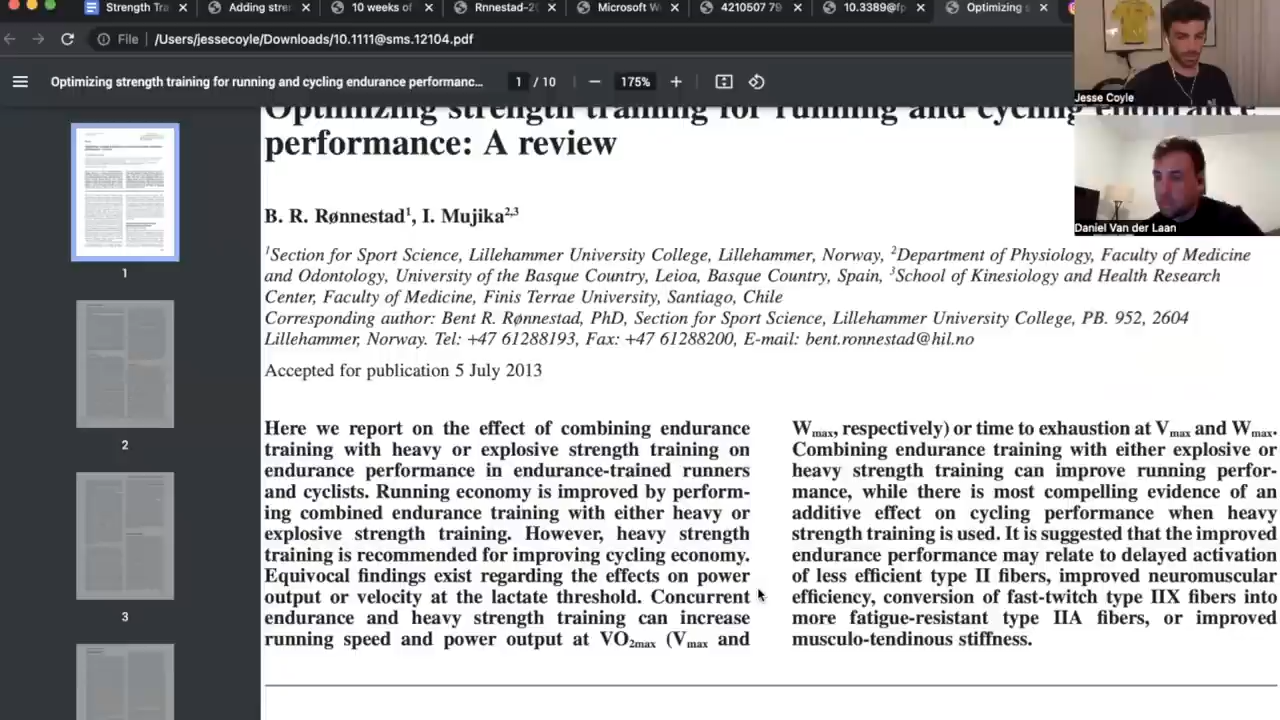 Strength Tra
Adding stre
10 weeks of
Rnnestad-2
Microsoft W
4210507 79
10.3389@fp
Optimizing s
File
/Users/jessecoyle/Downloads/10.1111@sms.12104.pdf
Optimizing strength training for running and cycling endurance performanc...
1 / 10
175%
Jesse Coyle
Daniel Van der Laan
1
2
3
Optimizing strength training for running and cycling endurance
performance: A review
B. R. Rønnestad1, I. Mujika2,3
1Section for Sport Science, Lillehammer University College, Lillehammer, Norway, 2Department of Physiology, Faculty of Medicine
and Odontology, University of the Basque Country, Leioa, Basque Country, Spain, 3School of Kinesiology and Health Research
Center, Faculty of Medicine, Finis Terrae University, Santiago, Chile
Corresponding author: Bent R. Rønnestad, PhD, Section for Sport Science, Lillehammer University College, PB. 952, 2604
Lillehammer, Norway. Tel: +47 61288193, Fax: +47 61288200, E-mail: bent.ronnestad@hil.no
Accepted for publication 5 July 2013
Here we report on the effect of combining endurance
training with heavy or explosive strength training on
endurance performance in endurance-trained runners
and cyclists. Running economy is improved by perform-
ing combined endurance training with either heavy or
explosive strength training. However, heavy strength
training is recommended for improving cycling economy.
Equivocal findings exist regarding the effects on power
output or velocity at the lactate threshold. Concurrent
endurance and heavy strength training can increase
running speed and power output at VO2max (Vmax and
Wmax, respectively) or time to exhaustion at Vmax and Wmax.
Combining endurance training with either explosive or
heavy strength training can improve running perfor-
mance, while there is most compelling evidence of an
additive effect on cycling performance when heavy
strength training is used. It is suggested that the improved
endurance performance may relate to delayed activation
of less efficient type II fibers, improved neuromuscular
efficiency, conversion of fast-twitch type IIX fibers into
more fatigue-resistant type IIA fibers, or improved
musculo-tendinous stiffness.